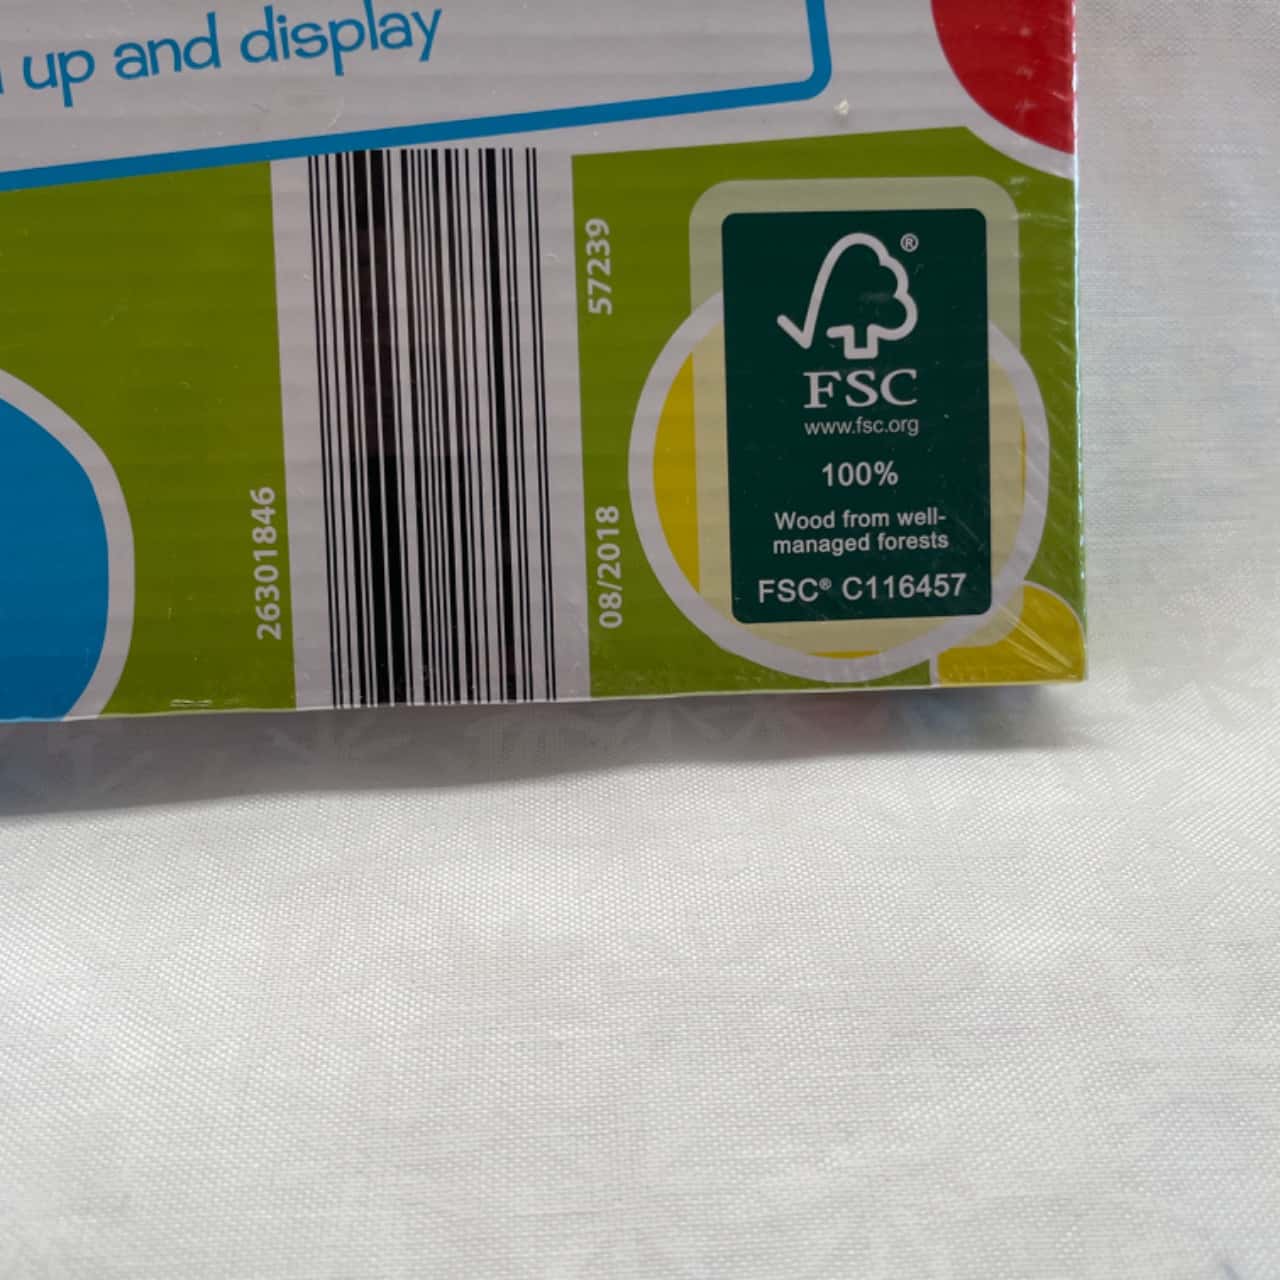 up and display
26301846
57239
08/2018
®
FSC
www.fsc.org
100%
Wood from well-
managed forests
FSC® C116457